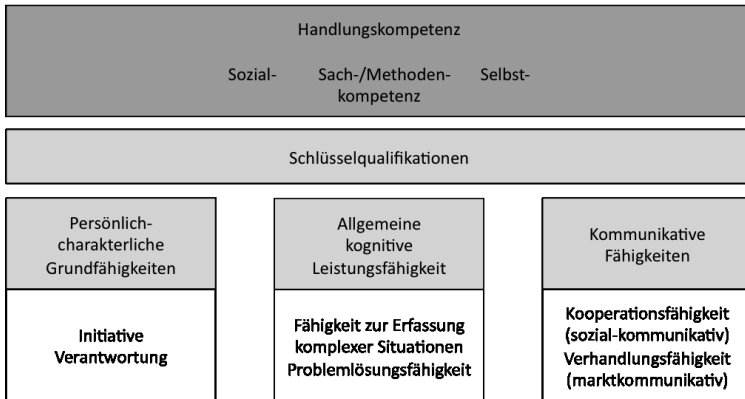 Handlungskompetenz
Sozial- Sach-/Methoden- Selbst-
kompetenz
Schlüsselqualifikationen
Persönlich-
charakterliche
Grundfähigkeiten
Allgemeine
kognitive
Leistungsfähigkeit
Kommunikative
Fähigkeiten
Initiative
Verantwortung
Fähigkeit zur Erfassung
komplexer Situationen
Problemlösungsfähigkeit
Kooperationsfähigkeit
(sozial-kommunikativ)
Verhandlungsfähigkeit
(marktkommunikativ)